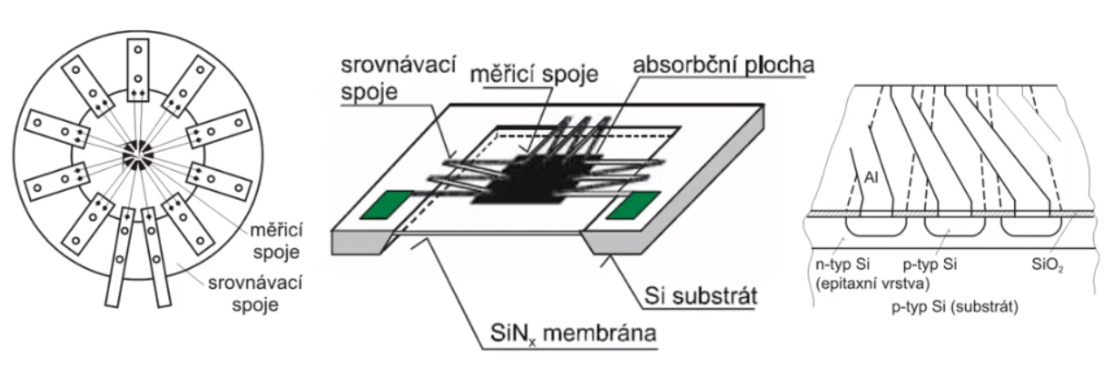 měřicí
spoje
srovnávací
spoje
srovnávací
spoje
měřicí spoje
absorbční plocha
Si substrát
SiNx membrána
Al
n-typ Si
(epitaxní vrstva)
p-typ Si
SiO2
p-typ Si (substrát)